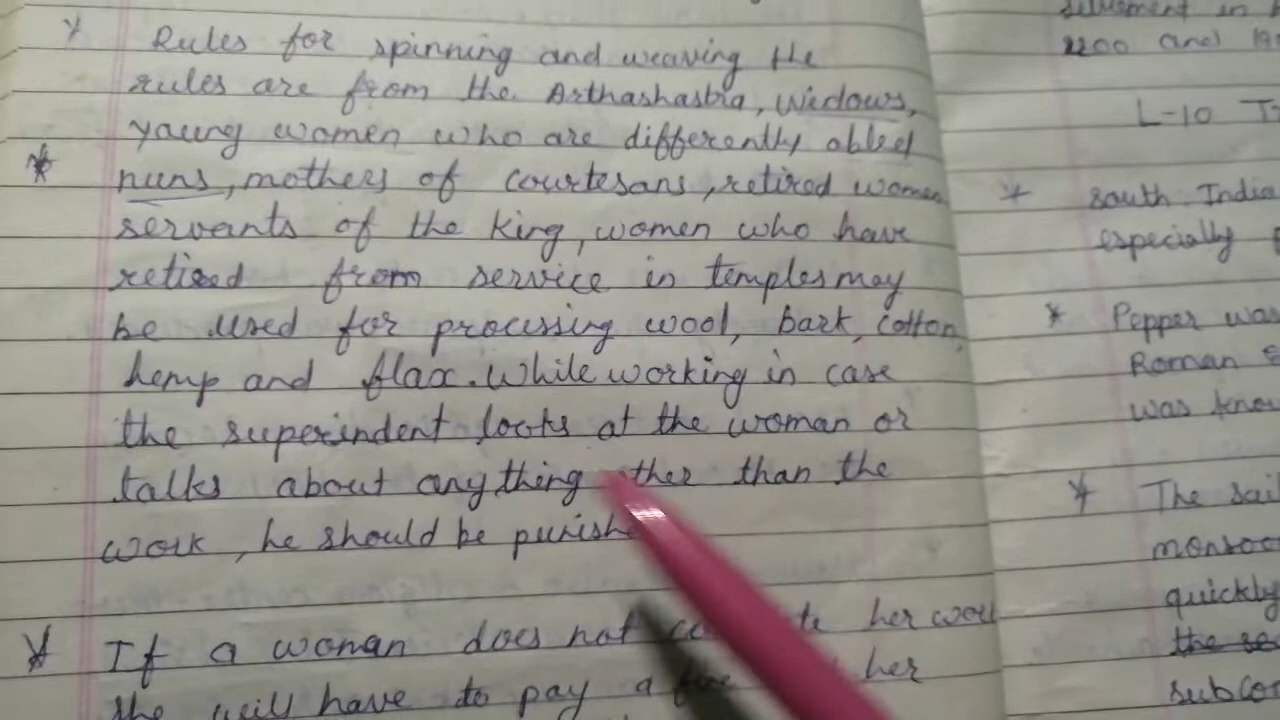 Rules for spinning and weaving the
rules are from the Arthashastra, widows,
young women who are differently abled
nuns, mothers of courtesans, retired women
servants of the king, women who have
retired from service in temples may
be used for processing wool, bark, cotton,
hemp and flax. While working in case
the superindent looks at the woman or
talks about anything other than the
work, he should be punishe
If a woman does not her work
she will have to pay a her
in
200 and
L-10
South India
especially
Pepper was
Roman
was know
The sai
monsoo
quickly
the se
subcon